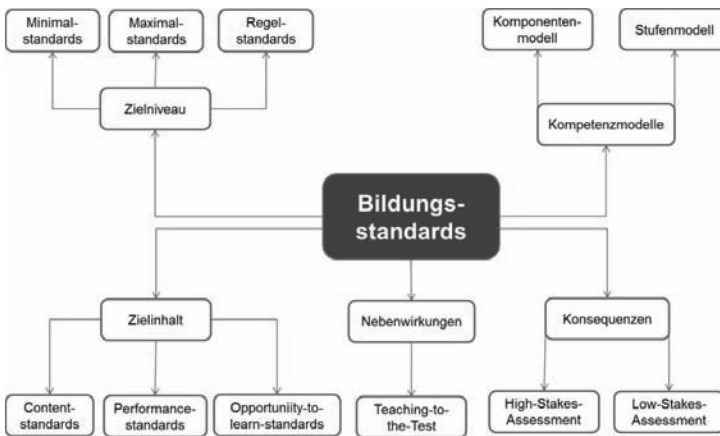 Minimal-
standards
Maximal-
standards
Regel-
standards
Komponenten-
modell
Stufenmodell
Zielniveau
Kompetenzmodelle
Bildungs-
standards
Zielinhalt
Nebenwirkungen
Konsequenzen
Content-
standards
Performance-
standards
Opportuniity-to-
learn-standards
Teaching-to-
the-Test
High-Stakes-
Assessment
Low-Stakes-
Assessment